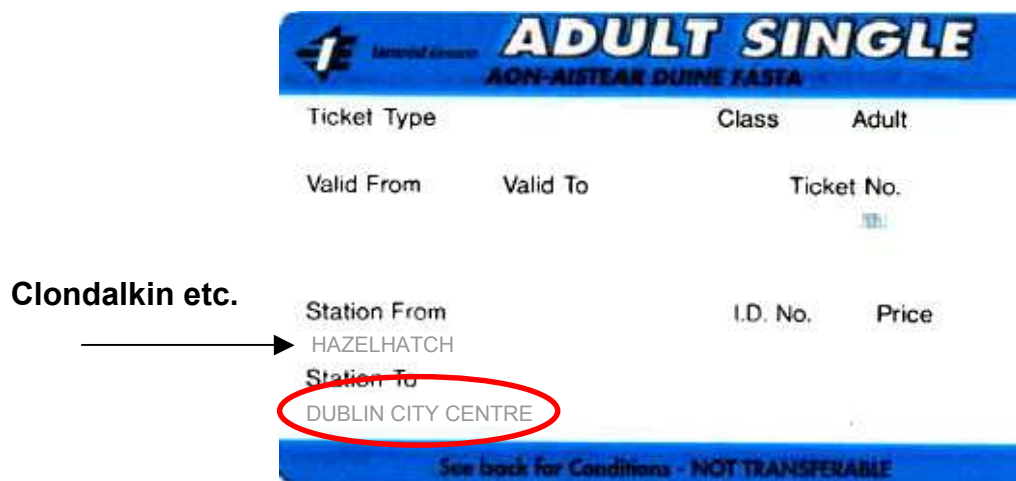 ADULT SINGLE
AON-AISTEAR DUINE FASTA
Ticket Type Class Adult
Valid From Valid To Ticket No.
Clondalkin etc.
Station From I.D. No. Price
HAZELHATCH
Station To
DUBLIN CITY CENTRE
See back for Conditions - NOT TRANSFERABLE